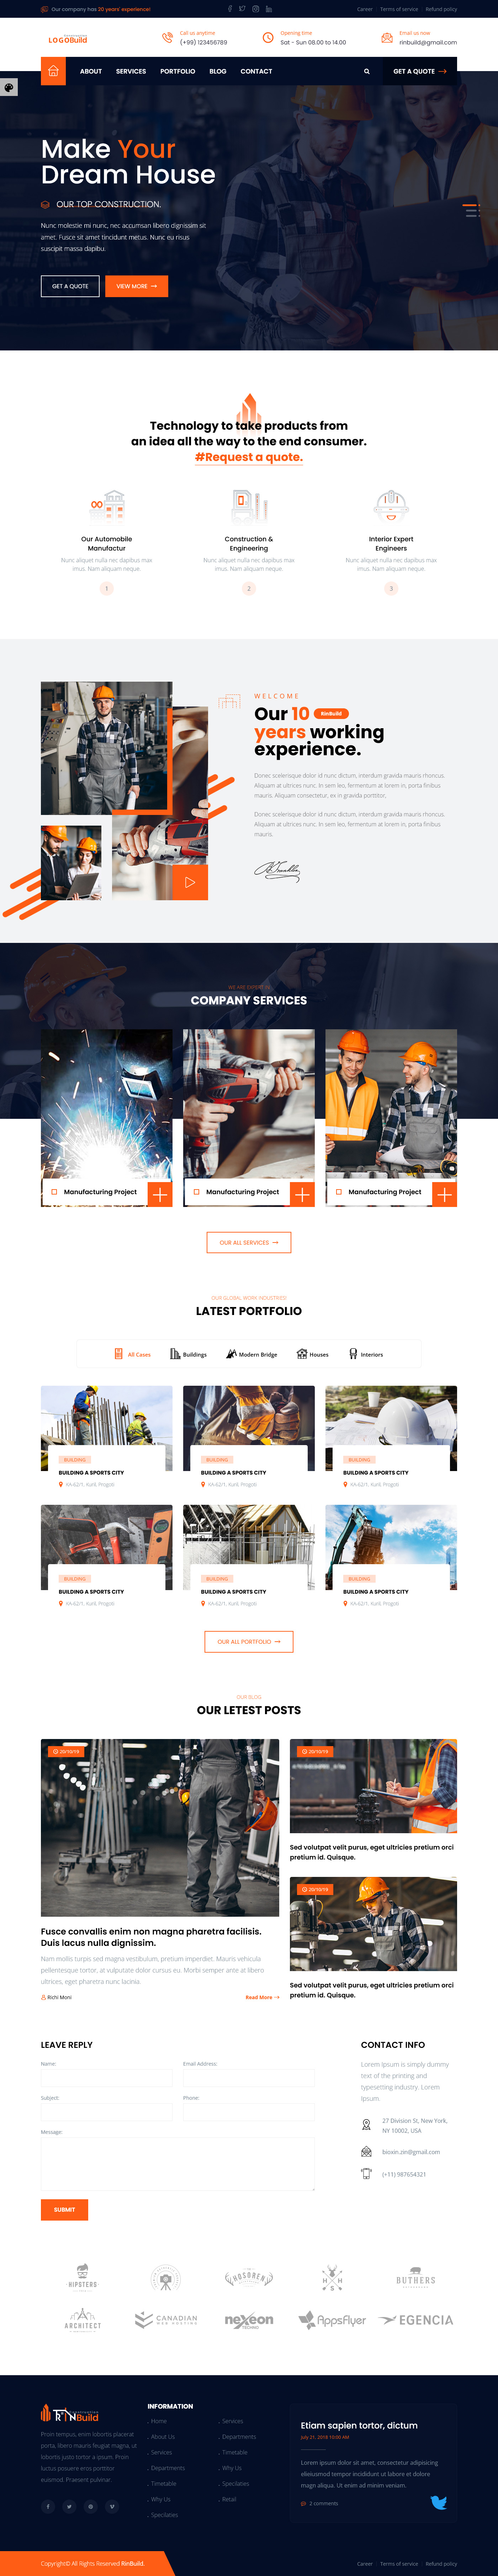 Our company has 20 years' experience!
Career
Terms of service
Refund policy
LOGOBuild
Call us anytime
(+99) 123456789
Opening time
Sat - Sun 08.00 to 14.00
Email us now
rinbuild@gmail.com
ABOUT
SERVICES
PORTFOLIO
BLOG
CONTACT
GET A QUOTE
Make Your
Dream House
OUR TOP CONSTRUCTION.
Nunc molestie mi nunc, nec accumsan libero dignissim sit
amet. Fusce sit amet tincidunt metus. Nunc eu risus
suscipit massa dapibu.
GET A QUOTE
VIEW MORE
Technology to take products from
an idea all the way to the end consumer.
#Request a quote.
Our Automobile
Manufactur
Nunc aliquet nulla nec dapibus max
imus. Nam aliquam neque.
1
Construction &
Engineering
Nunc aliquet nulla nec dapibus max
imus. Nam aliquam neque.
2
Interior Expert
Engineers
Nunc aliquet nulla nec dapibus max
imus. Nam aliquam neque.
3
WELCOME
Our 10 RinBuild
years working
experience.
Donec scelerisque dolor id nunc dictum, interdum gravida mauris rhoncus.
Aliquam at ultrices nunc. In sem leo, fermentum at lorem in, porta finibus
mauris. Aliquam consectetur, ex in gravida porttitor.
Donec scelerisque dolor id nunc dictum, interdum gravida mauris rhoncus.
Aliquam at ultrices nunc. In sem leo, fermentum at lorem in, porta finibus
mauris.
WE ARE EXPERT IN
COMPANY SERVICES
Manufacturing Project
Manufacturing Project
Manufacturing Project
OUR ALL SERVICES
OUR GLOBAL WORK INDUSTRIES!
LATEST PORTFOLIO
All Cases
Buildings
Modern Bridge
Houses
Interiors
BUILDING
BUILDING A SPORTS CITY
KA-62/1, Kuril, Progoti
BUILDING
BUILDING A SPORTS CITY
KA-62/1, Kuril, Progoti
BUILDING
BUILDING A SPORTS CITY
KA-62/1, Kuril, Progoti
BUILDING
BUILDING A SPORTS CITY
KA-62/1, Kuril, Progoti
BUILDING
BUILDING A SPORTS CITY
KA-62/1, Kuril, Progoti
BUILDING
BUILDING A SPORTS CITY
KA-62/1, Kuril, Progoti
OUR ALL PORTFOLIO
OUR BLOG
OUR LETEST POSTS
20/10/19
Fusce convallis enim non magna pharetra facilisis.
Duis lacus nulla dignissim.
Nam mollis turpis sed magna vestibulum, pretium imperdiet. Mauris vehicula
pellentesque tortor, at vulputate dolor cursus eu. Morbi semper ante at libero
ultrices, eget pharetra nunc lacinia.
Richi Moni
Read More
20/10/19
Sed volutpat velit purus, eget ultricies pretium orci
pretium id. Quisque.
20/10/19
Sed volutpat velit purus, eget ultricies pretium orci
pretium id. Quisque.
LEAVE REPLY
Name:
Email Address:
Subject:
Phone:
Message:
SUBMIT
CONTACT INFO
Lorem Ipsum is simply dummy
text of the printing and
typesetting industry. Lorem
Ipsum.
27 Division St, New York,
NY 10002, USA
bioxin.zin@gmail.com
(+11) 987654321
HIPSTERS
HOSOREN
H S
BUTHERS
ARCHITECT
CANADIAN
WEB HOSTING
nexeon
TECHNO
AppsFlyer
EGENCIA
RINBuild
Proin tempus, enim lobortis placerat
porta, libero mauris feugiat magna, ut
lobortis justo tortor a ipsum. Proin
luctus posuere eros porttitor
euismod. Praesent pulvinar.
INFORMATION
Home
About Us
Services
Departments
Timetable
Why Us
Specilaties
Services
Departments
Timetable
Why Us
Specilaties
Retail
Etiam sapien tortor, dictum
July 21, 2018 10:00 AM
Lorem ipsum dolor sit amet, consectetur adipisicing
elieiusmod tempor incididunt ut labore et dolore
magn aliqua. Ut enim ad minim veniam.
2 comments
Copyright© All Rights Reserved RinBuild.
Career
Terms of service
Refund policy